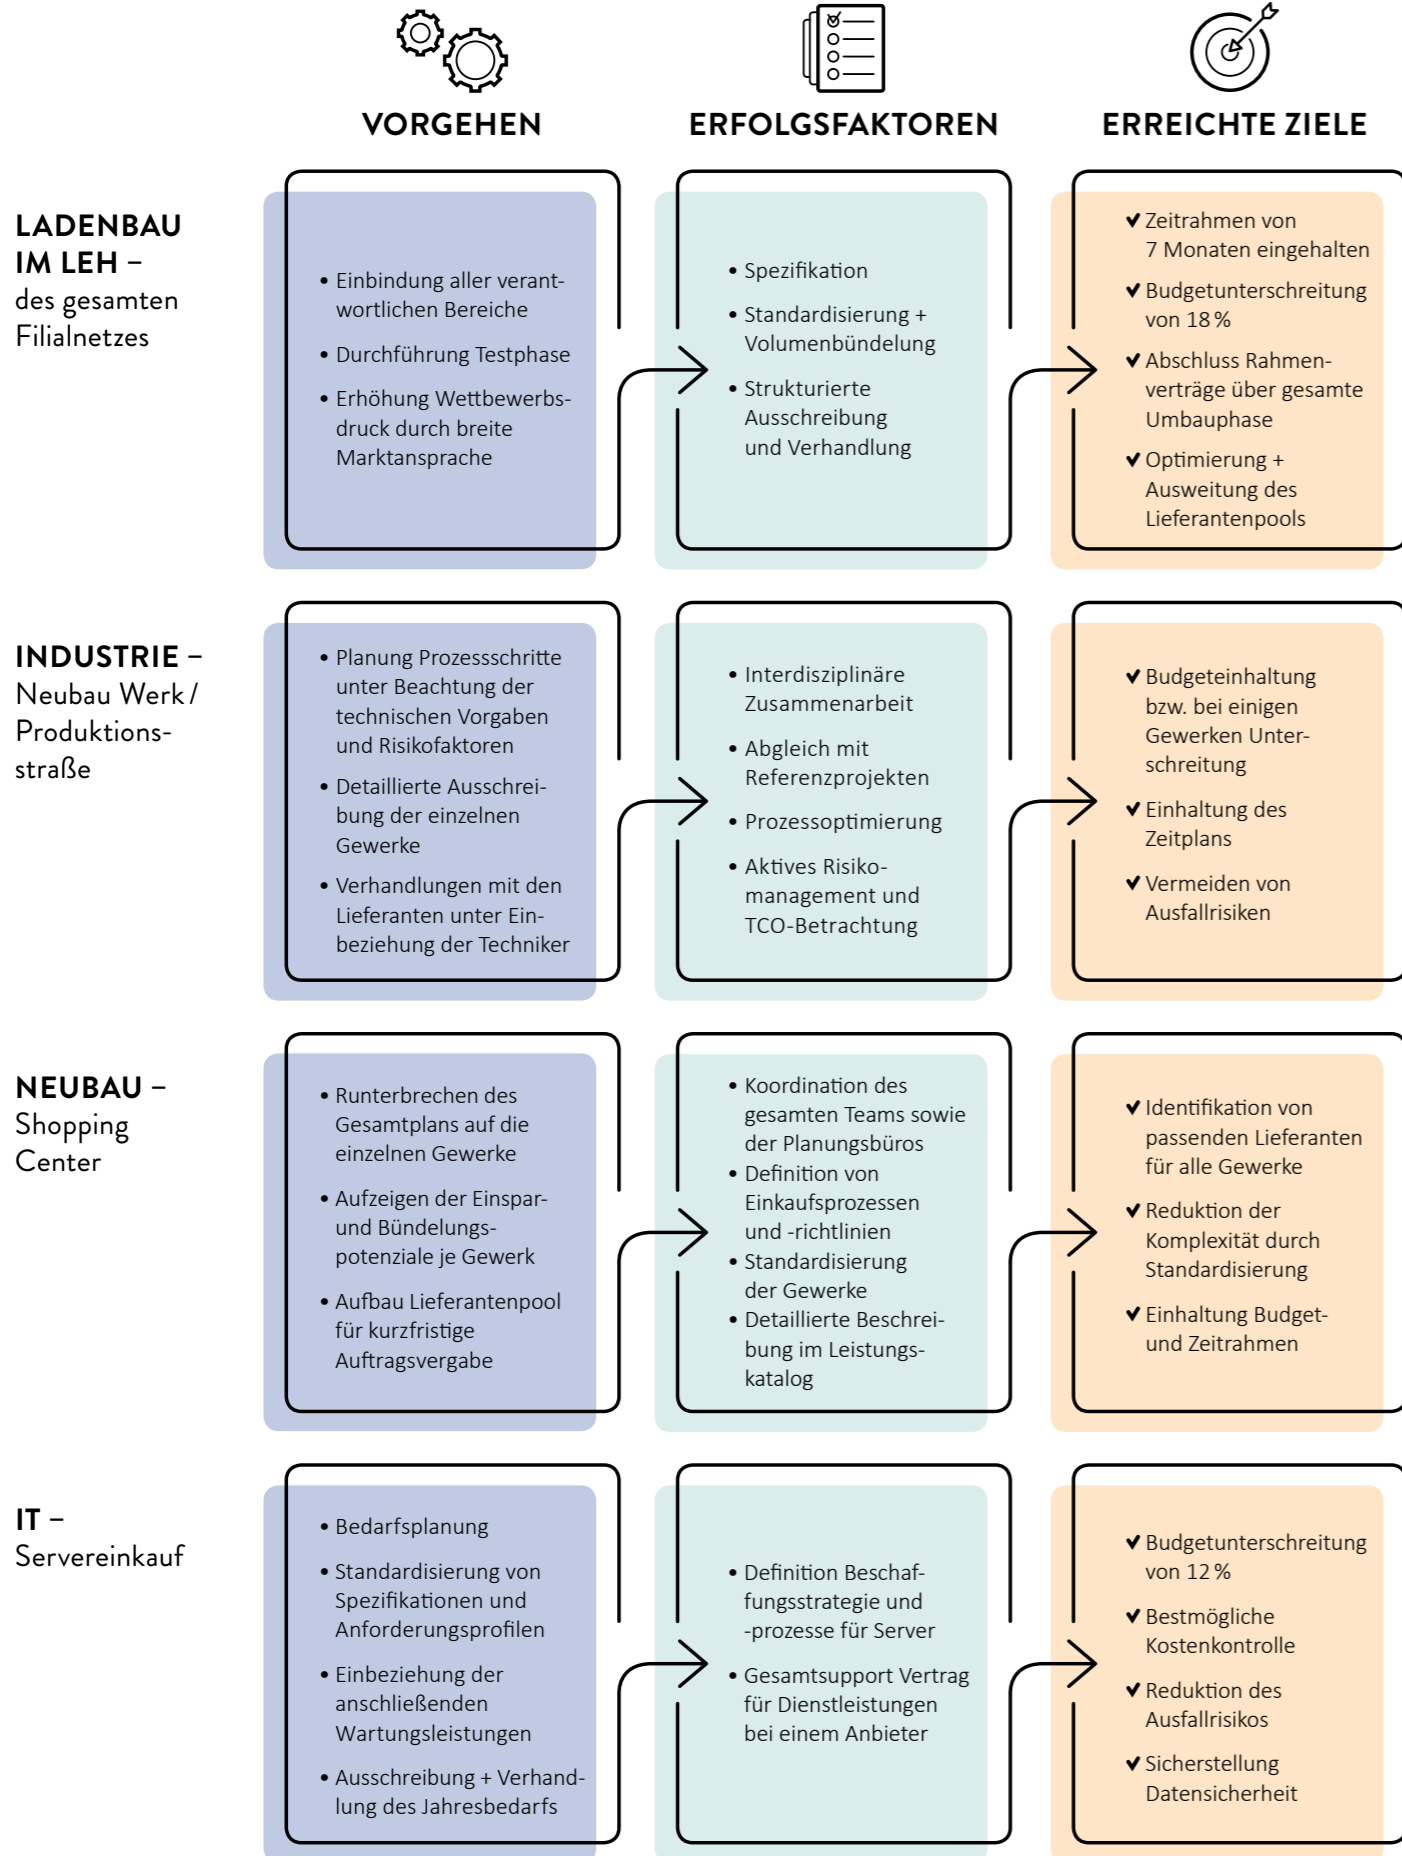 VORGEHEN
ERFOLGSFAKTOREN
ERREICHTE ZIELE
LADENBAU
IM LEH –
des gesamten
Filialnetzes
• Einbindung aller verant-
wortlichen Bereiche
• Durchführung Testphase
• Erhöhung Wettbewerbs-
druck durch breite
Marktansprache
• Spezifikation
• Standardisierung +
Volumenbündelung
• Strukturierte
Ausschreibung
und Verhandlung
✔ Zeitrahmen von
7 Monaten eingehalten
✔ Budgetunterschreitung
von 18 %
✔ Abschluss Rahmen-
verträge über gesamte
Umbauphase
✔ Optimierung +
Ausweitung des
Lieferantenpools
INDUSTRIE –
Neubau Werk /
Produktions-
straße
• Planung Prozessschritte
unter Beachtung der
technischen Vorgaben
und Risikofaktoren
• Detaillierte Ausschrei-
bung der einzelnen
Gewerke
• Verhandlungen mit den
Lieferanten unter Ein-
beziehung der Techniker
• Interdisziplinäre
Zusammenarbeit
• Abgleich mit
Referenzprojekten
• Prozessoptimierung
• Aktives Risiko-
management und
TCO-Betrachtung
✔ Budgeteinhaltung
bzw. bei einigen
Gewerken Unter-
schreitung
✔ Einhaltung des
Zeitplans
✔ Vermeiden von
Ausfallrisiken
NEUBAU –
Shopping
Center
• Runterbrechen des
Gesamtplans auf die
einzelnen Gewerke
• Aufzeigen der Einspar-
und Bündelungs-
potenziale je Gewerk
• Aufbau Lieferantenpool
für kurzfristige
Auftragsvergabe
• Koordination des
gesamten Teams sowie
der Planungsbüros
• Definition von
Einkaufsprozessen
und -richtlinien
• Standardisierung
der Gewerke
• Detaillierte Beschrei-
bung im Leistungs-
katalog
✔ Identifikation von
passenden Lieferanten
für alle Gewerke
✔ Reduktion der
Komplexität durch
Standardisierung
✔ Einhaltung Budget-
und Zeitrahmen
IT –
Servereinkauf
• Bedarfsplanung
• Standardisierung von
Spezifikationen und
Anforderungsprofilen
• Einbeziehung der
anschließenden
Wartungsleistungen
• Ausschreibung + Verhand-
lung des Jahresbedarfs
• Definition Beschaf-
fungsstrategie und
-prozesse für Server
• Gesamtsupport Vertrag
für Dienstleistungen
bei einem Anbieter
✔ Budgetunterschreitung
von 12 %
✔ Bestmögliche
Kostenkontrolle
✔ Reduktion des
Ausfallrisikos
✔ Sicherstellung
Datensicherheit